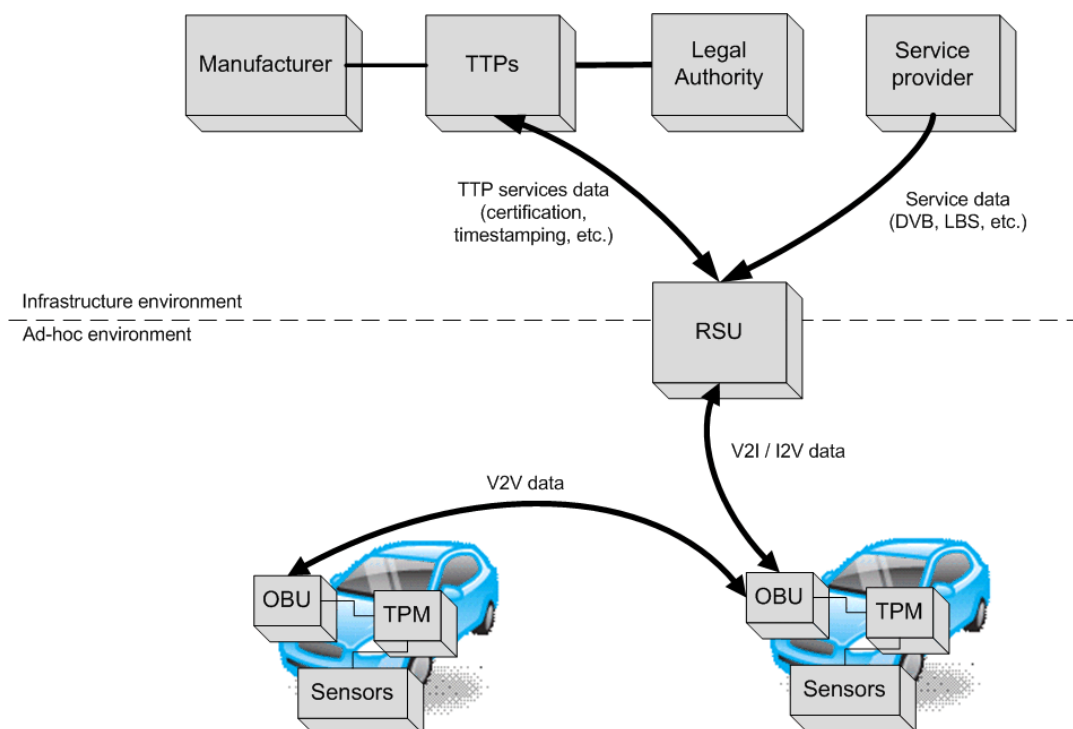 Manufacturer
TTPs
Legal
Authority
Service
provider
TTP services data
(certification,
timestamping, etc.)
Service data
(DVB, LBS, etc.)
Infrastructure environment
Ad-hoc environment
RSU
V2I / I2V data
V2V data
OBU
TPM
Sensors
OBU
TPM
Sensors